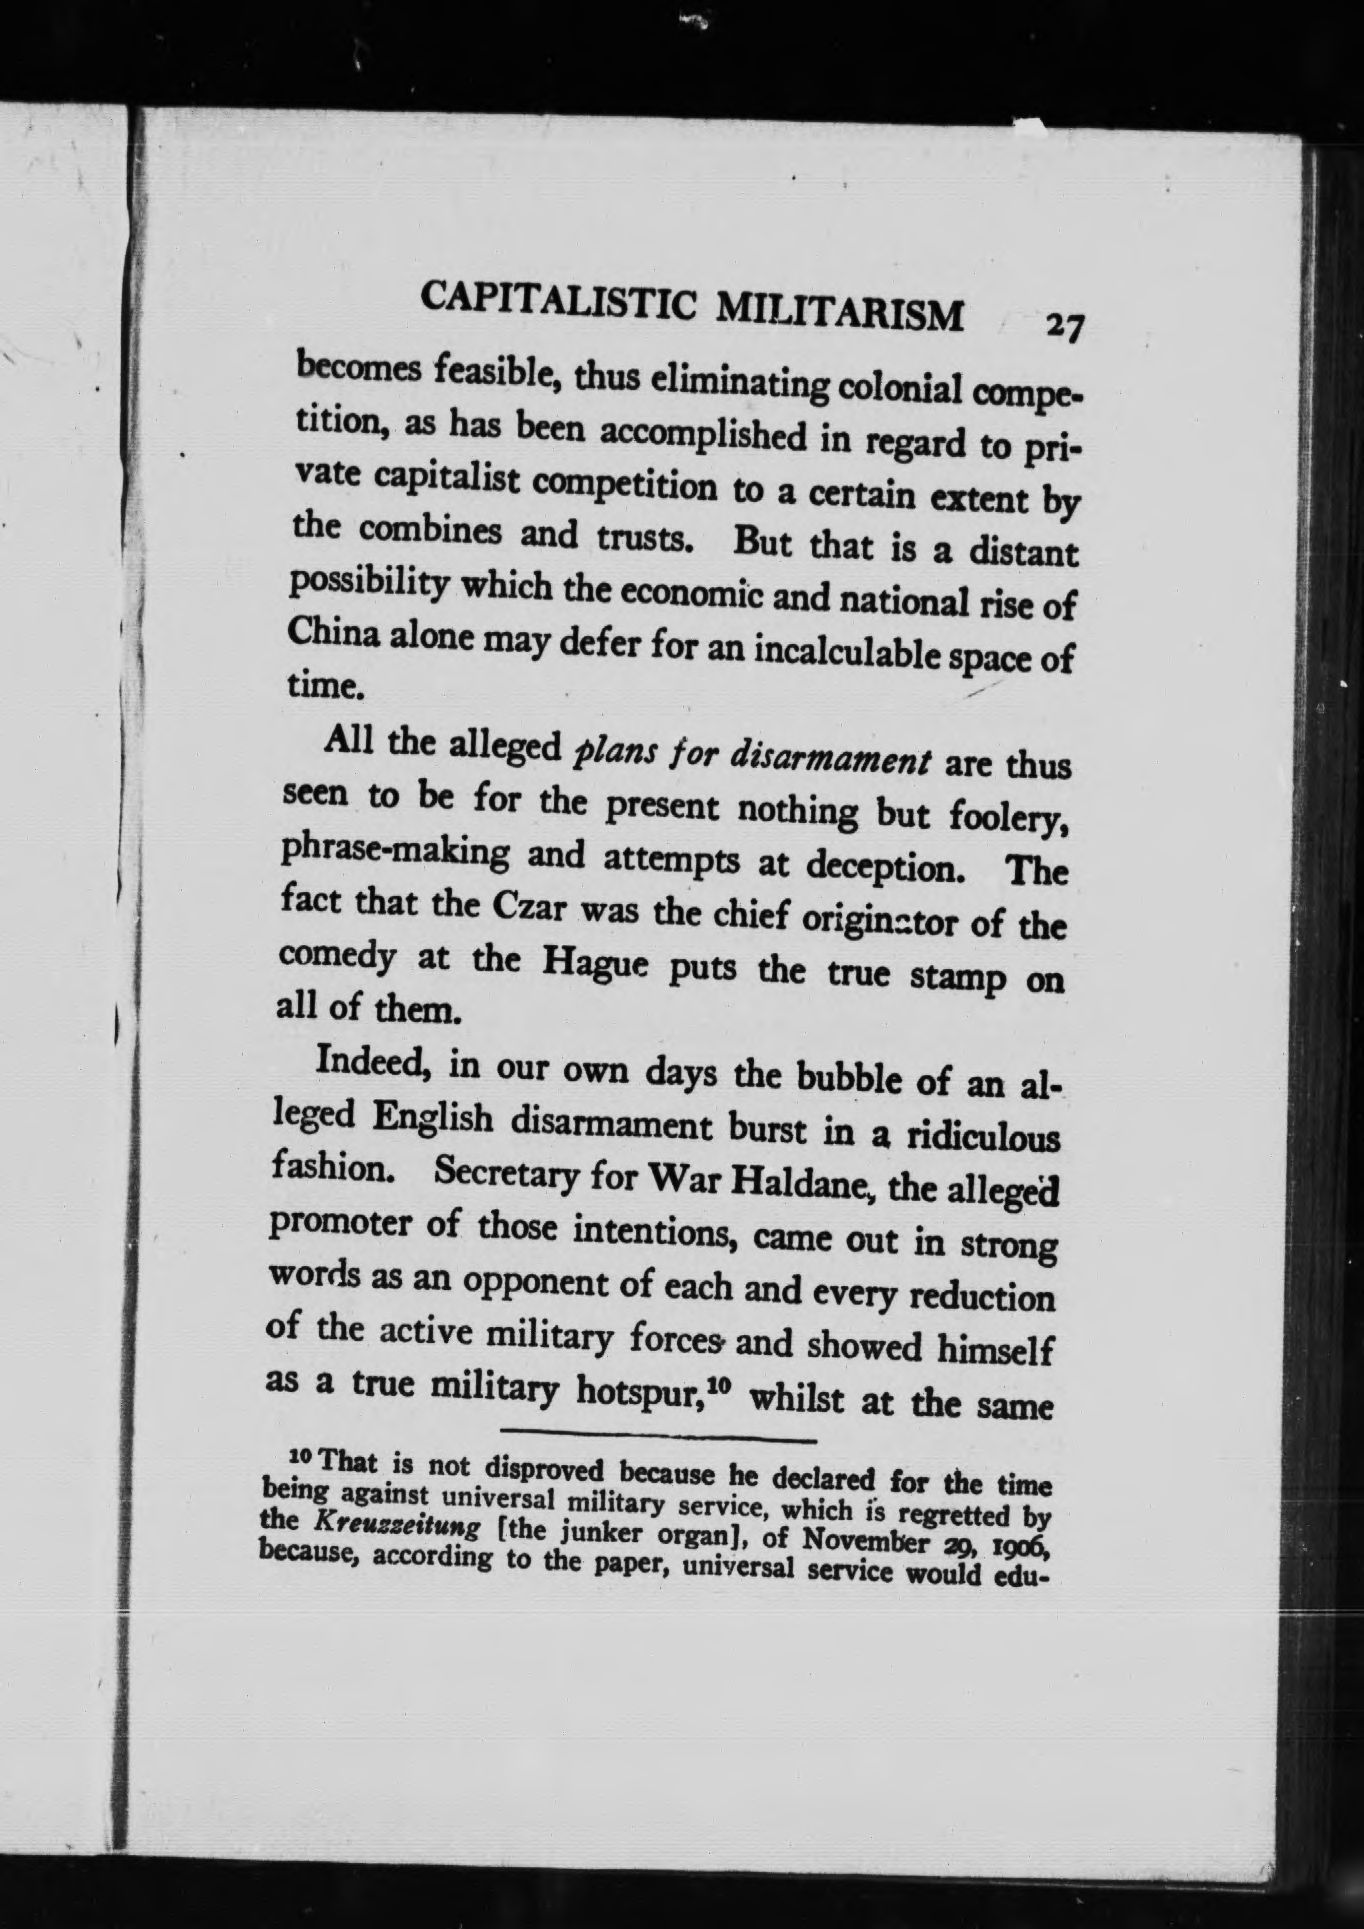 CAPITALISTIC MILITARISM 27
becomes feasible, thus eliminating colonial compe-
tition, as has been accomplished in regard to pri-
vate capitalist competition to a certain extent by
the combines and trusts. But that is a distant
possibility which the economic and national rise of
China alone may defer for an incalculable space of
time.
All the alleged plans for disarmament are thus
seen to be for the present nothing but foolery,
phrase-making and attempts at deception. The
fact that the Czar was the chief originator of the
comedy at the Hague puts the true stamp on
all of them.
Indeed, in our own days the bubble of an al-
leged English disarmament burst in a ridiculous
fashion. Secretary for War Haldane, the alleged
promoter of those intentions, came out in strong
words as an opponent of each and every reduction
of the active military forces and showed himself
as a true military hotspur,¹⁰ whilst at the same
¹⁰ That is not disproved because he declared for the time
being against universal military service, which is regretted by
the Kreuzzeitung [the junker organ], of November 29, 1906,
because, according to the paper, universal service would edu-